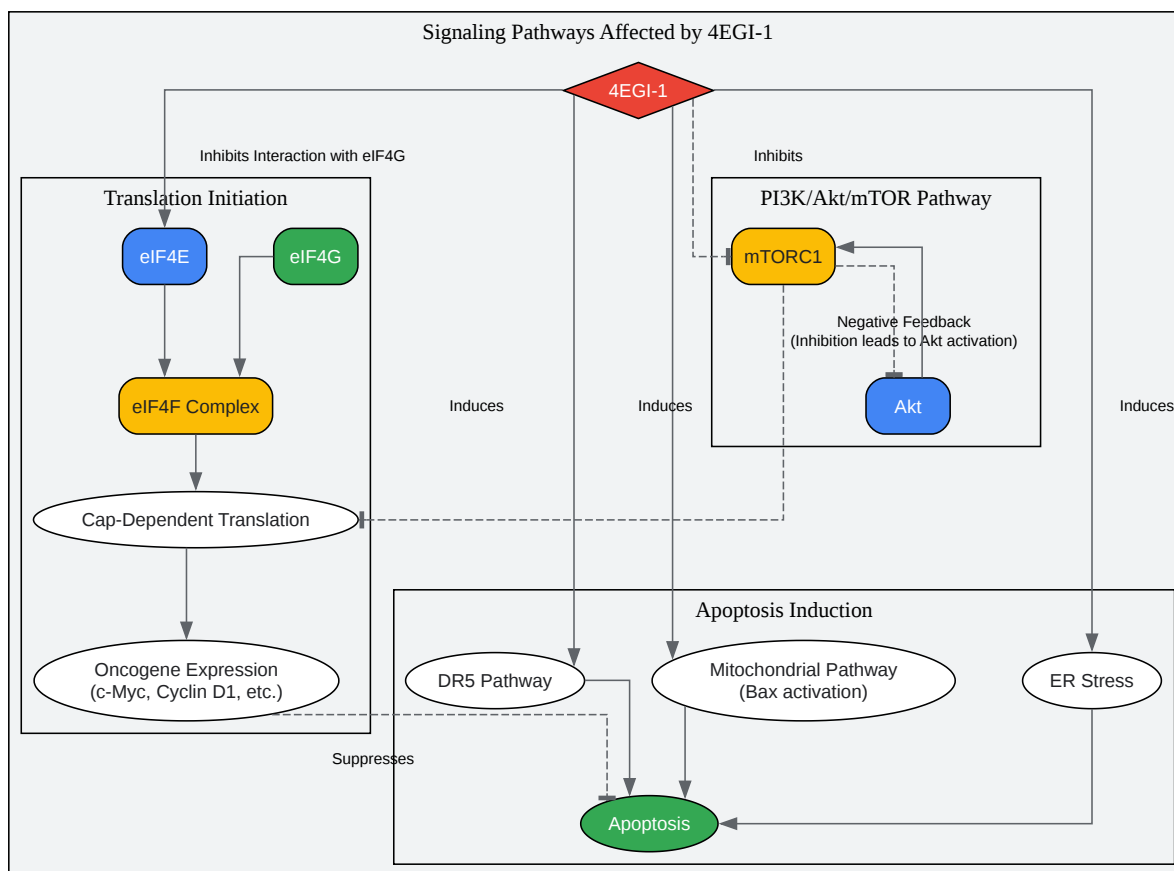 Signaling Pathways Affected by 4EGI-1
4EGI-1
Inhibits Interaction with eIF4G
Inhibits
Translation Initiation
PI3K/Akt/mTOR Pathway
eIF4E
eIF4G
mTORC1
Negative Feedback
(Inhibition leads to Akt activation)
eIF4F Complex
Induces
Induces
Akt
Induces
Cap-Dependent Translation
Apoptosis Induction
Oncogene Expression
(c-Myc, Cyclin D1, etc.)
DR5 Pathway
Mitochondrial Pathway
(Bax activation)
ER Stress
Suppresses
Apoptosis